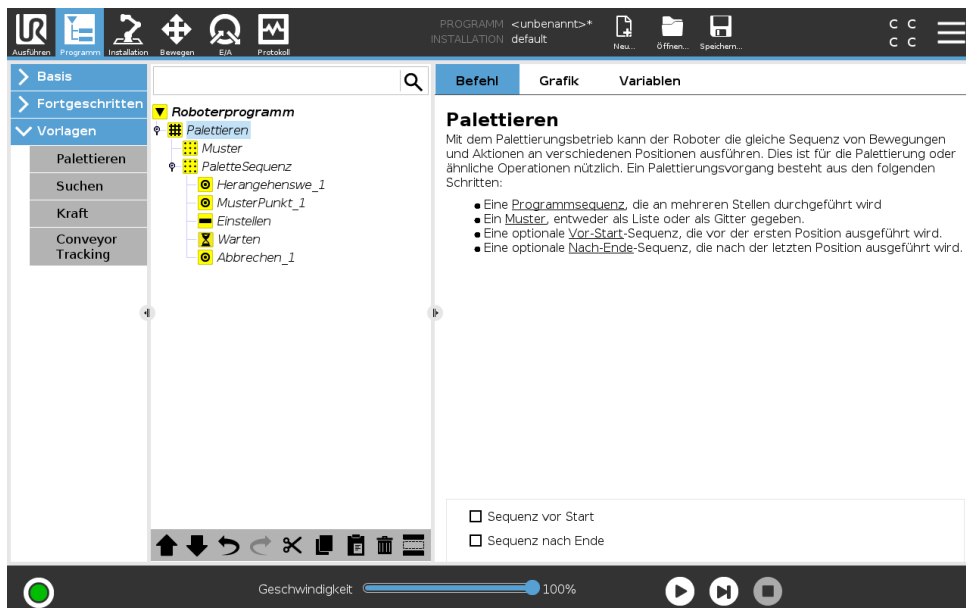 PROGRAMM <unbenannt>*
INSTALLATION default
Ausführen Programm Installation Bewegen E/A Protokoll
Neu... Öffnen... Speichern...
C C
C C
Basis
Fortgeschritten
Vorlagen
Palettieren
Suchen
Kraft
Conveyor
Tracking
Roboterprogramm
Palettieren
Muster
PaletteSequenz
Herangehenswe_1
MusterPunkt_1
Einstellen
Warten
Abbrechen_1
Befehl Grafik Variablen
Palettieren
Mit dem Palettierungsbetrieb kann der Roboter die gleiche Sequenz von Bewegungen
und Aktionen an verschiedenen Positionen ausführen. Dies ist für die Palettierung oder
ähnliche Operationen nützlich. Ein Palettierungsvorgang besteht aus den folgenden
Schritten:
● Eine Programmsequenz, die an mehreren Stellen durchgeführt wird
● Ein Muster, entweder als Liste oder als Gitter gegeben.
● Eine optionale Vor-Start-Sequenz, die vor der ersten Position ausgeführt wird.
● Eine optionale Nach-Ende-Sequenz, die nach der letzten Position ausgeführt wird.
Sequenz vor Start
Sequenz nach Ende
Geschwindigkeit 100%